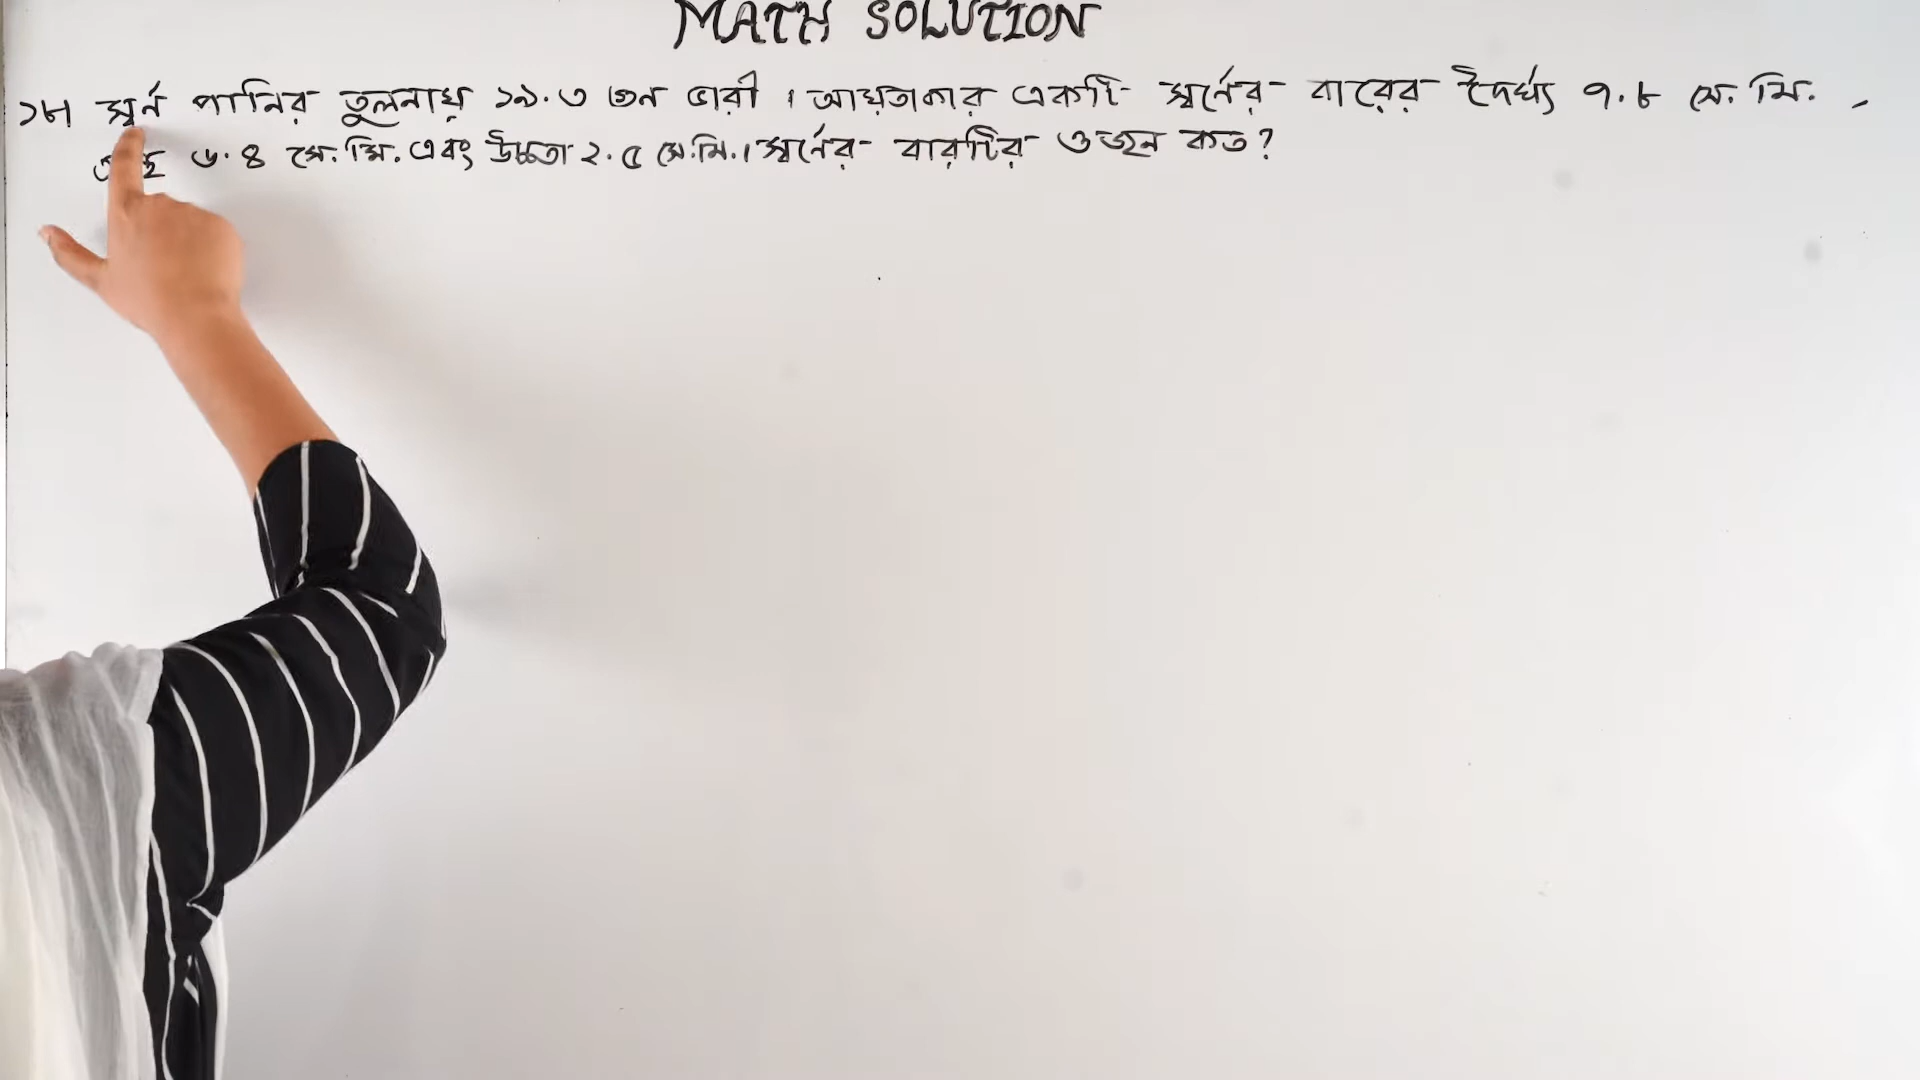 MATH SOLUTION
১৮। স্বর্ন পানির তুলনায় ১৯.৩ গুন ভারী । আয়তাকার একটি স্বর্নের বারের দৈর্ঘ্য ৭.৮ সে. মি. ,
৬.৪ সে. মি. এবং উচ্চতা ২.৫ সে.মি.। স্বর্নের বারটির ওজন কত?